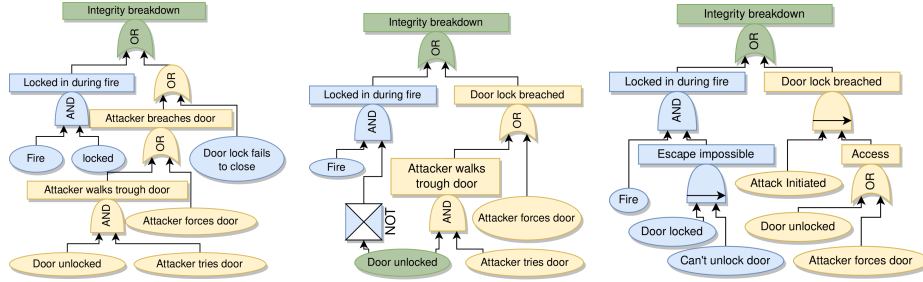 Integrity breakdown
OR
Locked in during fire
OR
AND
Attacker breaches door
Fire
locked
OR
Door lock fails
to close
Attacker walks trough door
AND
Attacker forces door
Door unlocked
Attacker tries door
Integrity breakdown
OR
Locked in during fire
Door lock breached
AND
OR
Fire
Attacker walks
trough door
NOT
AND
Attacker forces door
Door unlocked
Attacker tries door
Integrity breakdown
OR
Locked in during fire
Door lock breached
AND
Escape impossible
Access
Fire
Attack Initiated
OR
Door locked
Door unlocked
Can't unlock door
Attacker forces door